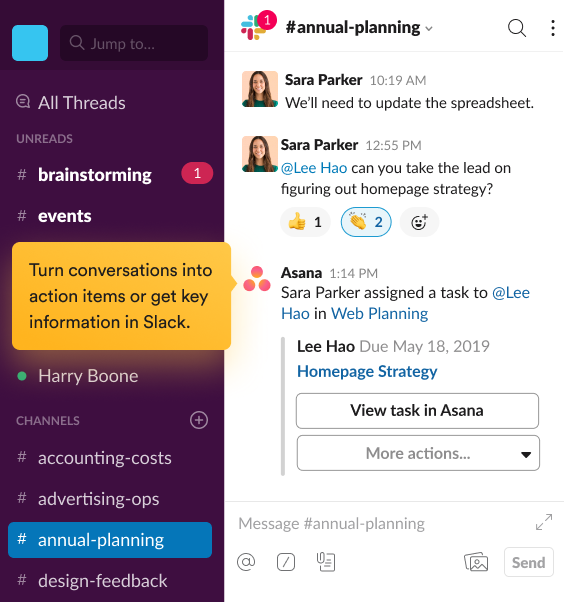 Jump to...
All Threads
UNREADS
# brainstorming 1
# events
Turn conversations into
action items or get key
information in Slack.
Harry Boone
CHANNELS
# accounting-costs
# advertising-ops
# annual-planning
# design-feedback
1
#annual-planning
Sara Parker 10:19 AM
We’ll need to update the spreadsheet.
Sara Parker 12:55 PM
@Lee Hao can you take the lead on
figuring out homepage strategy?
1 2
Asana 1:14 PM
Sara Parker assigned a task to @Lee
Hao in Web Planning
Lee Hao Due May 18, 2019
Homepage Strategy
View task in Asana
More actions...
Message #annual-planning
@ / Send